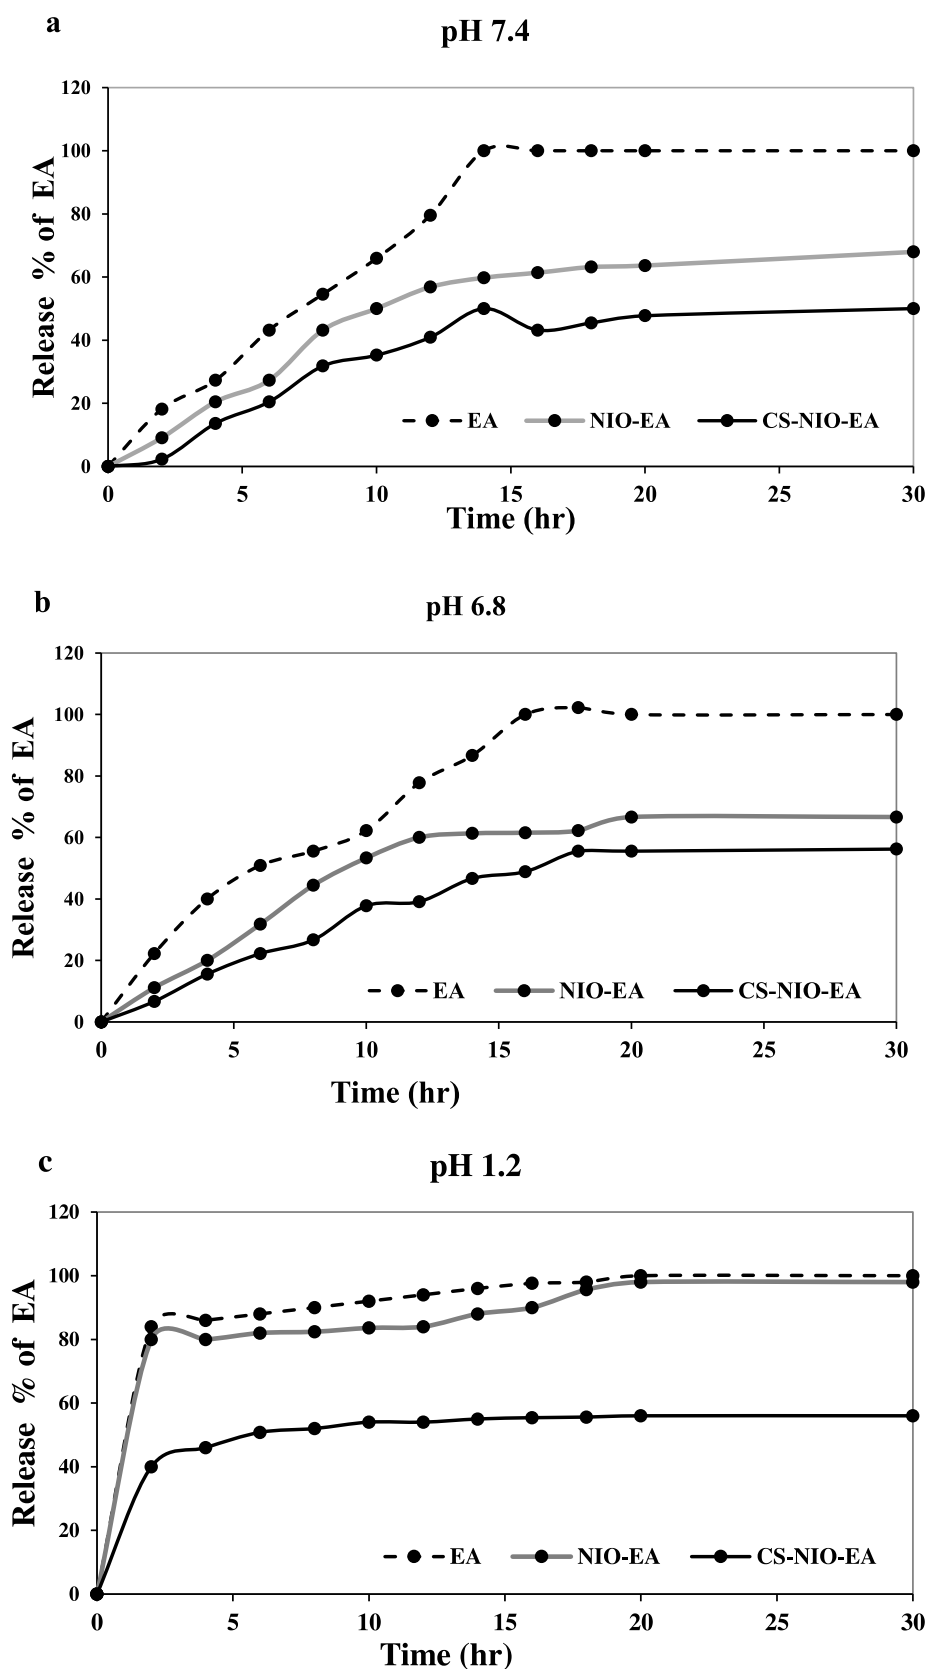 a
pH 7.4
120
100
80
60
40
20
0
Release % of EA
EA NIO-EA CS-NIO-EA
0 5 10 15 20 25 30
Time (hr)
b
pH 6.8
120
100
80
60
40
20
0
Release % of EA
EA NIO-EA CS-NIO-EA
0 5 10 15 20 25 30
Time (hr)
c
pH 1.2
120
100
80
60
40
20
0
Release % of EA
EA NIO-EA CS-NIO-EA
0 5 10 15 20 25 30
Time (hr)